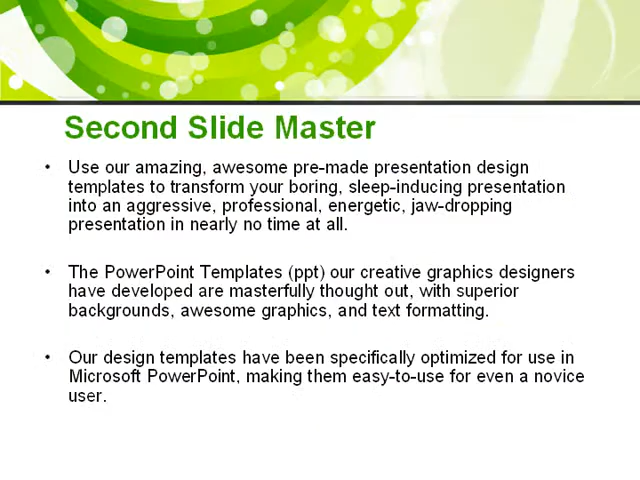 Second Slide Master
• Use our amazing, awesome pre-made presentation design
templates to transform your boring, sleep-inducing presentation
into an aggressive, professional, energetic, jaw-dropping
presentation in nearly no time at all.
• The PowerPoint Templates (ppt) our creative graphics designers
have developed are masterfully thought out, with superior
backgrounds, awesome graphics, and text formatting.
• Our design templates have been specifically optimized for use in
Microsoft PowerPoint, making them easy-to-use for even a novice
user.